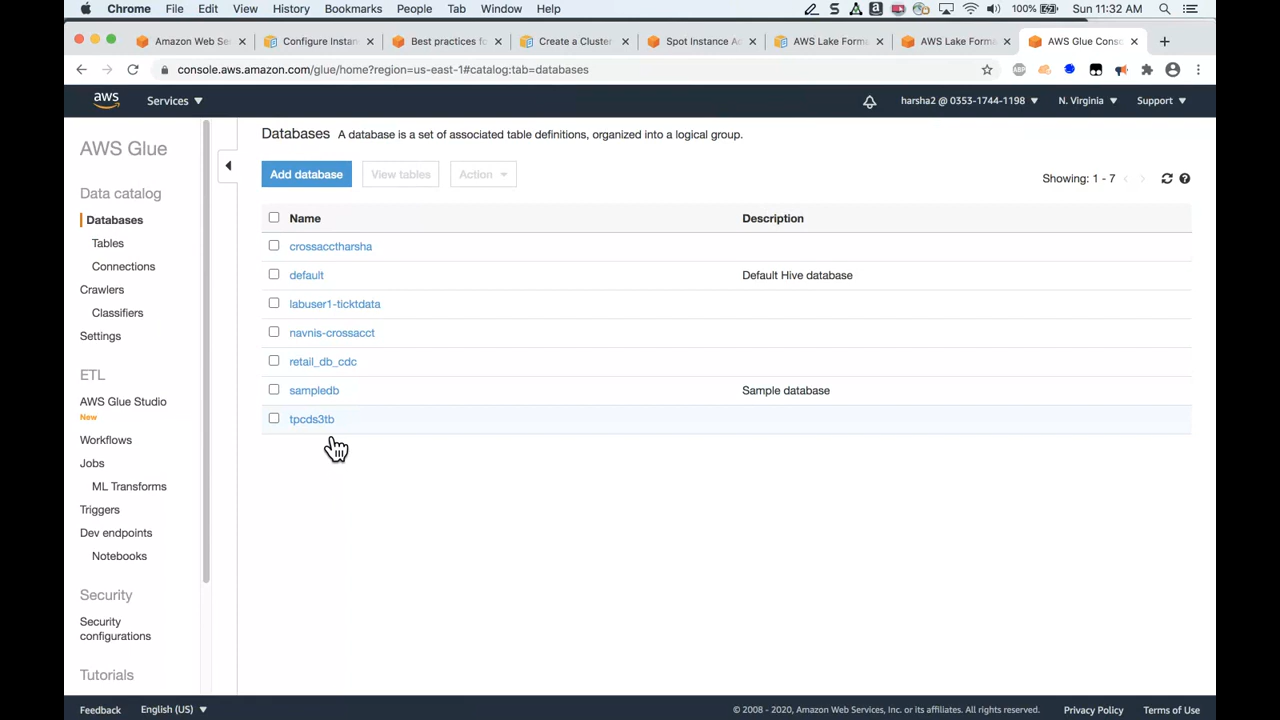 Chrome File Edit View History Bookmarks People Tab Window Help 100% Sun 11:32 AM
Amazon Web Se Configure Instan Best practices fo Create a Cluster Spot Instance Ad AWS Lake Forma AWS Lake Forma AWS Glue Conso
console.aws.amazon.com/glue/home?region=us-east-1#catalog:tab=databases
aws Services harsha2 @ 0353-1744-1198 N. Virginia Support
AWS Glue
Data catalog
Databases
Tables
Connections
Crawlers
Classifiers
Settings
ETL
AWS Glue Studio
New
Workflows
Jobs
ML Transforms
Triggers
Dev endpoints
Notebooks
Security
Security
configurations
Tutorials
Databases A database is a set of associated table definitions, organized into a logical group.
Add database View tables Action Showing: 1 - 7
Name Description
crossacctharsha
default Default Hive database
labuser1-ticktdata
navnis-crossacct
retail_db_cdc
sampledb Sample database
tpcds3tb
Feedback English (US) © 2008 - 2020, Amazon Web Services, Inc. or its affiliates. All rights reserved. Privacy Policy Terms of Use